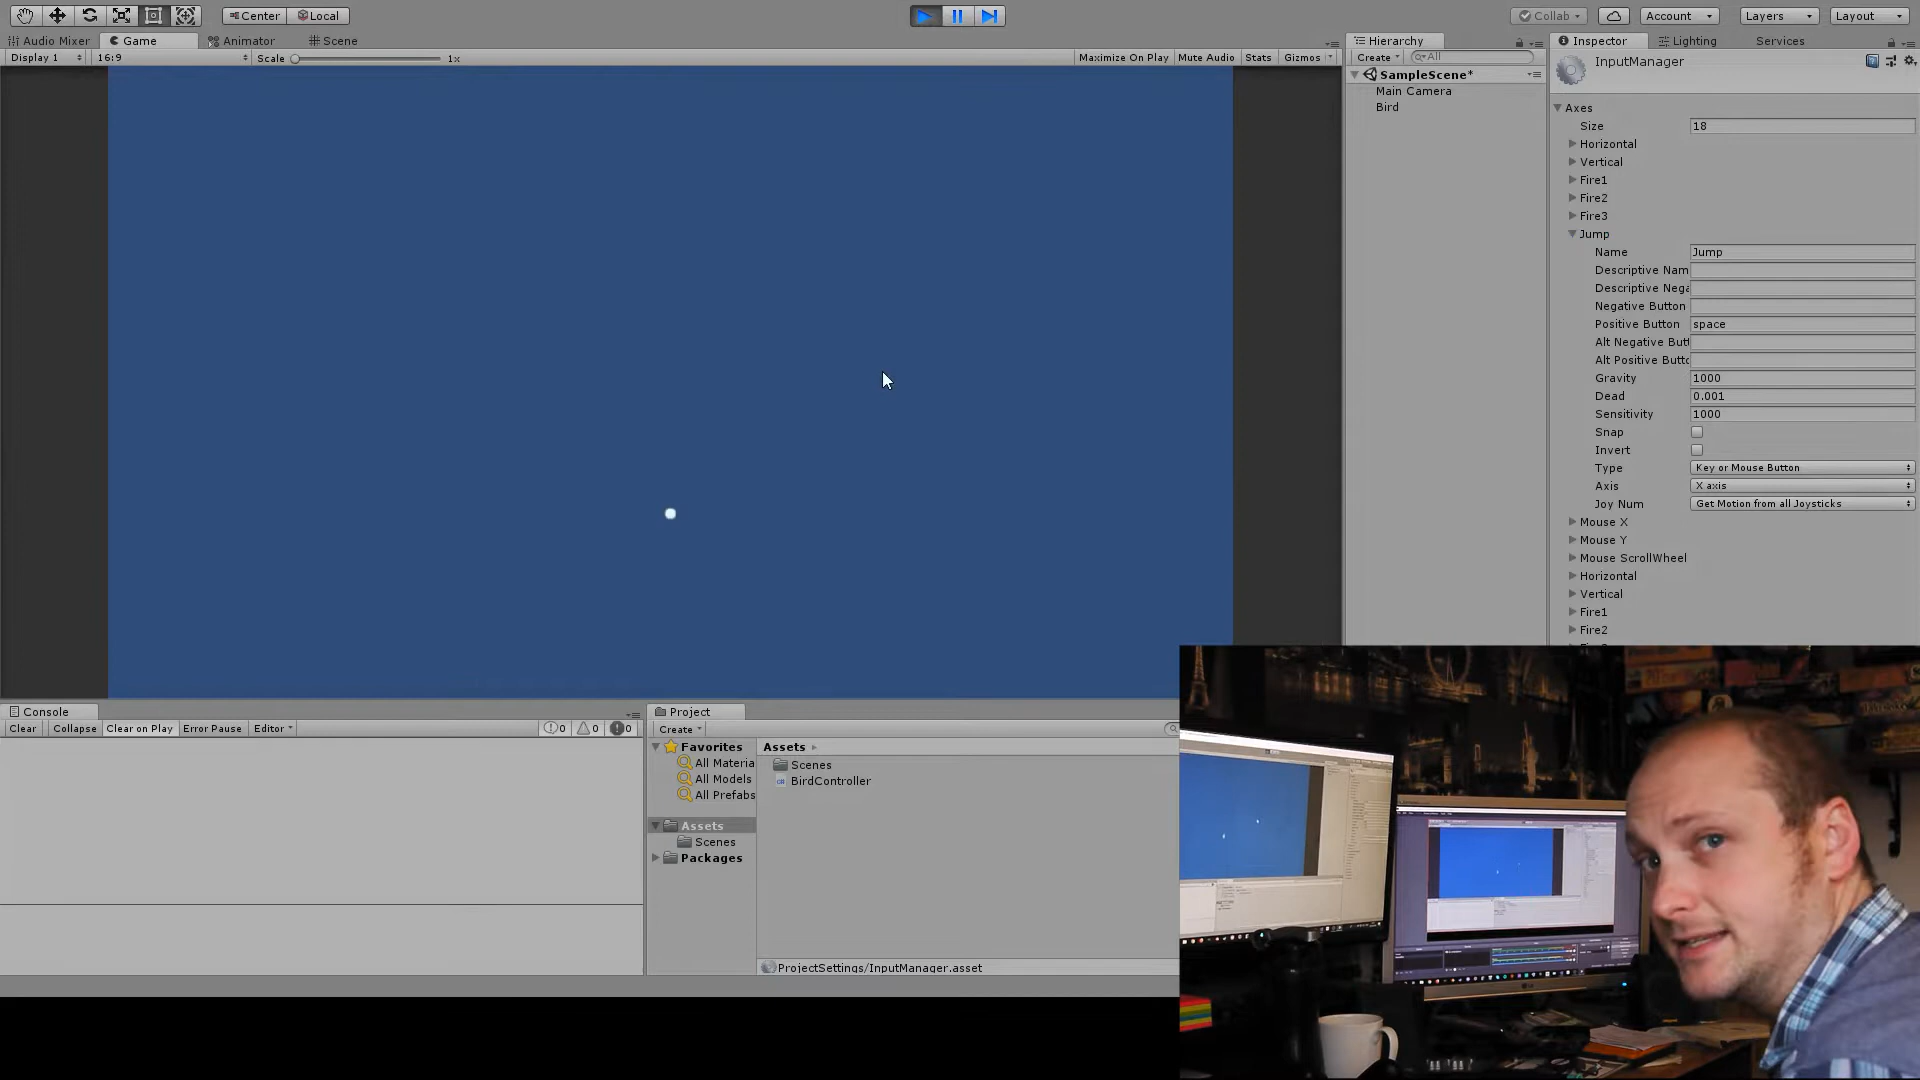 Center Local Collab Account Layers Layout
Audio Mixer Game Animator Scene Hierarchy Inspector Lighting Services
Display 1 16:9 Scale 1x Maximize On Play Mute Audio Stats Gizmos Create All
InputManager
SampleScene*
Main Camera
Bird
Axes
Size 18
Horizontal
Vertical
Fire1
Fire2
Fire3
Jump
Name Jump
Descriptive Nam
Descriptive Nega
Negative Button
Positive Button space
Alt Negative But
Alt Positive Butto
Gravity 1000
Dead 0.001
Sensitivity 1000
Snap
Invert
Type Key or Mouse Button
Axis X axis
Joy Num Get Motion from all Joysticks
Mouse X
Mouse Y
Mouse ScrollWheel
Horizontal
Vertical
Fire1
Fire2
Console Project
Clear Collapse Clear on Play Error Pause Editor 0 0 0 Create
Favorites
All Materia
All Models
All Prefabs
Assets
Scenes
Packages
Assets
Scenes
BirdController
ProjectSettings/InputManager.asset